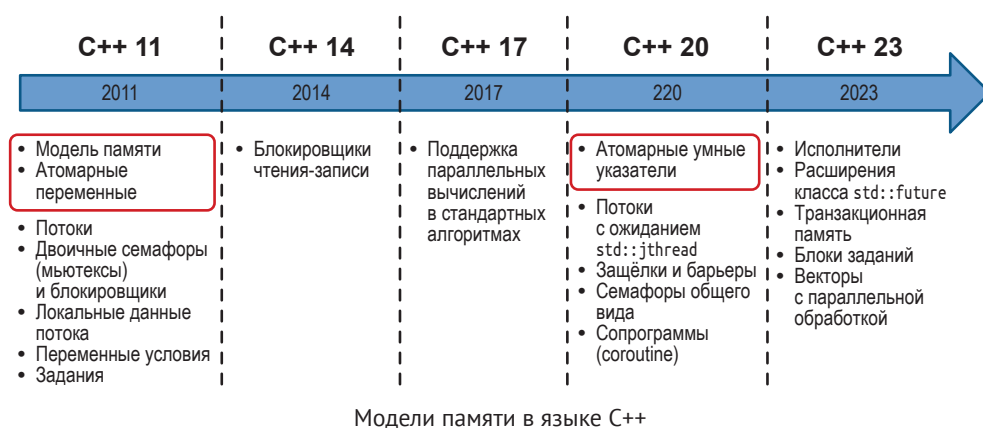 C++ 11
C++ 14
C++ 17
C++ 20
C++ 23
2011
2014
2017
220
2023
• Модель памяти
• Атомарные
переменные
• Потоки
• Двоичные семафоры
(мьютексы)
и блокировщики
• Локальные данные
потока
• Переменные условия
• Задания
• Блокировщики
чтения-записи
• Поддержка
параллельных
вычислений
в стандартных
алгоритмах
• Атомарные умные
указатели
• Потоки
с ожиданием
std::jthread
• Защёлки и барьеры
• Семафоры общего
вида
• Сопрограммы
(coroutine)
• Исполнители
• Расширения
класса std::future
• Транзакционная
память
• Блоки заданий
• Векторы
с параллельной
обработкой
Модели памяти в языке C++